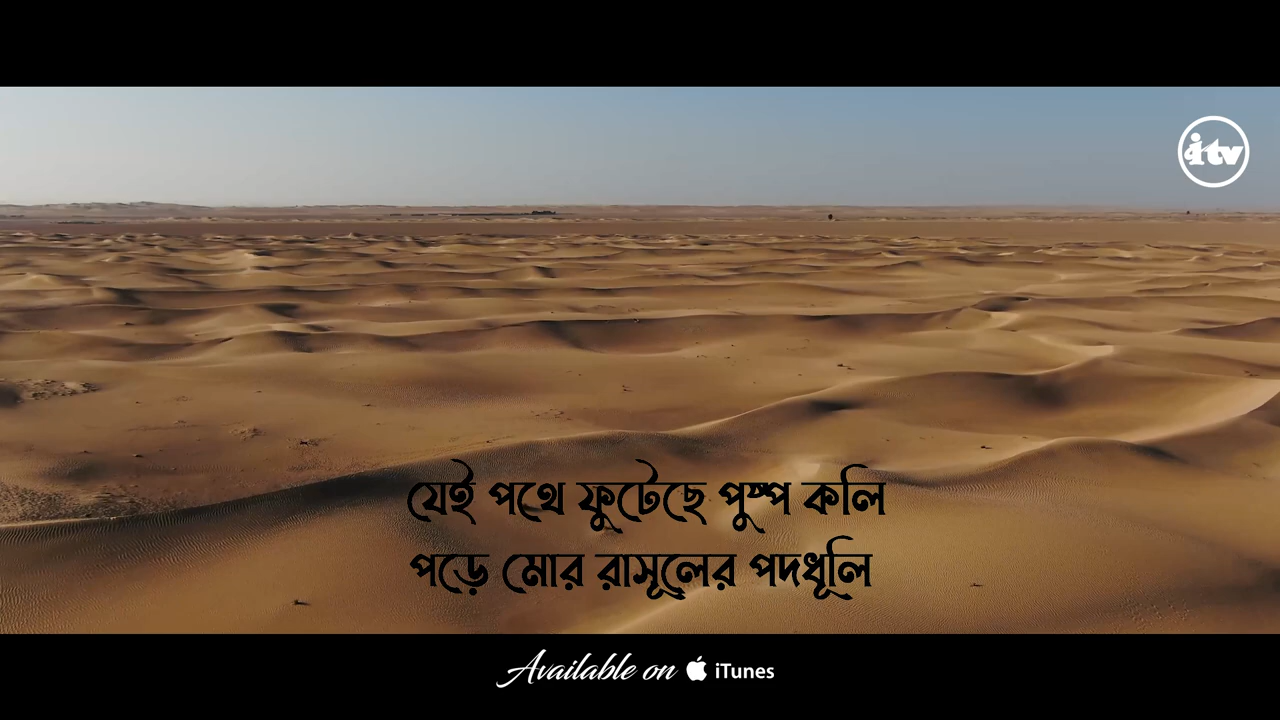 itv
যেই পথে ফুটেছে পুষ্প কলি
পড়ে মোর রাসূলের পদধূলি
Available on iTunes